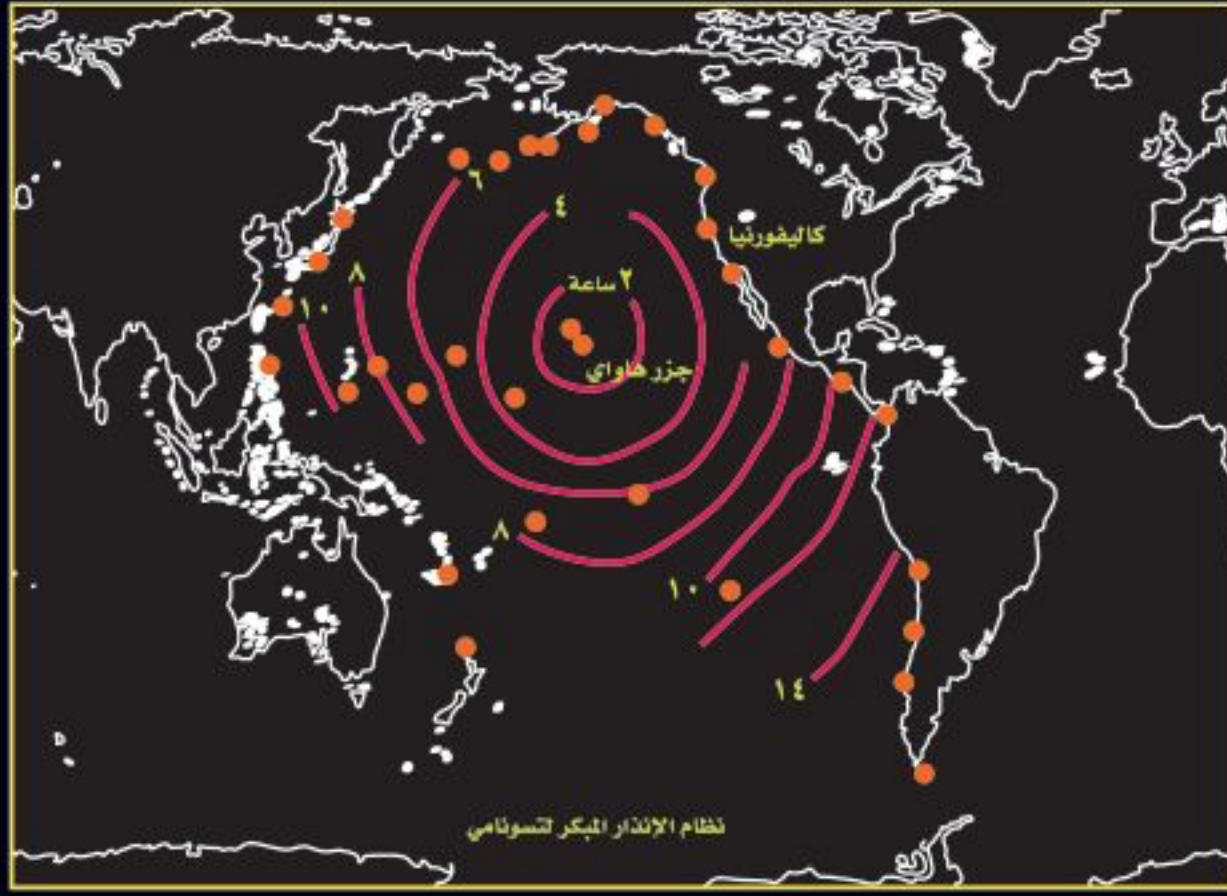 ٦
٤
كاليفورنيا
٢ ساعة
٨
١٠
جزر هاواي
٨
١٠
١٤
نظام الإنذار المبكر لتسونامي